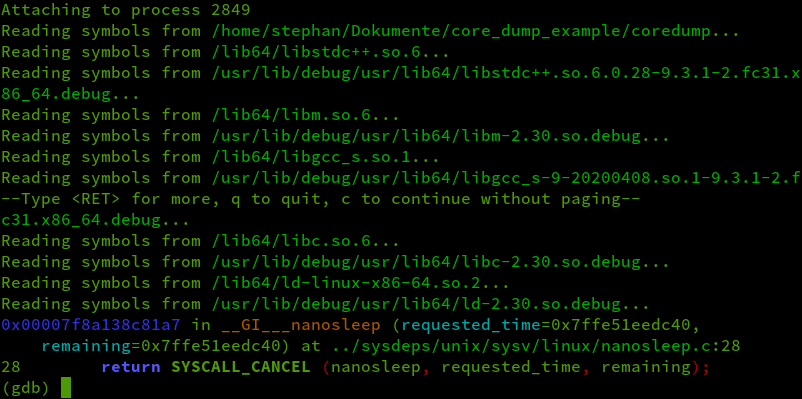 Attaching to process 2849
Reading symbols from /home/stephan/Dokumente/core_dump_example/coredump...
Reading symbols from /lib64/libstdc++.so.6...
Reading symbols from /usr/lib/debug/usr/lib64/libstdc++.so.6.0.28-9.3.1-2.fc31.x
86_64.debug...
Reading symbols from /lib64/libm.so.6...
Reading symbols from /usr/lib/debug/usr/lib64/libm-2.30.so.debug...
Reading symbols from /lib64/libgcc_s.so.1...
Reading symbols from /usr/lib/debug/usr/lib64/libgcc_s-9-20200408.so.1-9.3.1-2.f
--Type <RET> for more, q to quit, c to continue without paging--
c31.x86_64.debug...
Reading symbols from /lib64/libc.so.6...
Reading symbols from /usr/lib/debug/usr/lib64/libc-2.30.so.debug...
Reading symbols from /lib64/ld-linux-x86-64.so.2...
Reading symbols from /usr/lib/debug/usr/lib64/ld-2.30.so.debug...
0x00007f8a138c81a7 in __GI___nanosleep (requested_time=0x7ffe51eedc40,
    remaining=0x7ffe51eedc40) at ../sysdeps/unix/sysv/linux/nanosleep.c:28
28        return SYSCALL_CANCEL (nanosleep, requested_time, remaining);
(gdb)